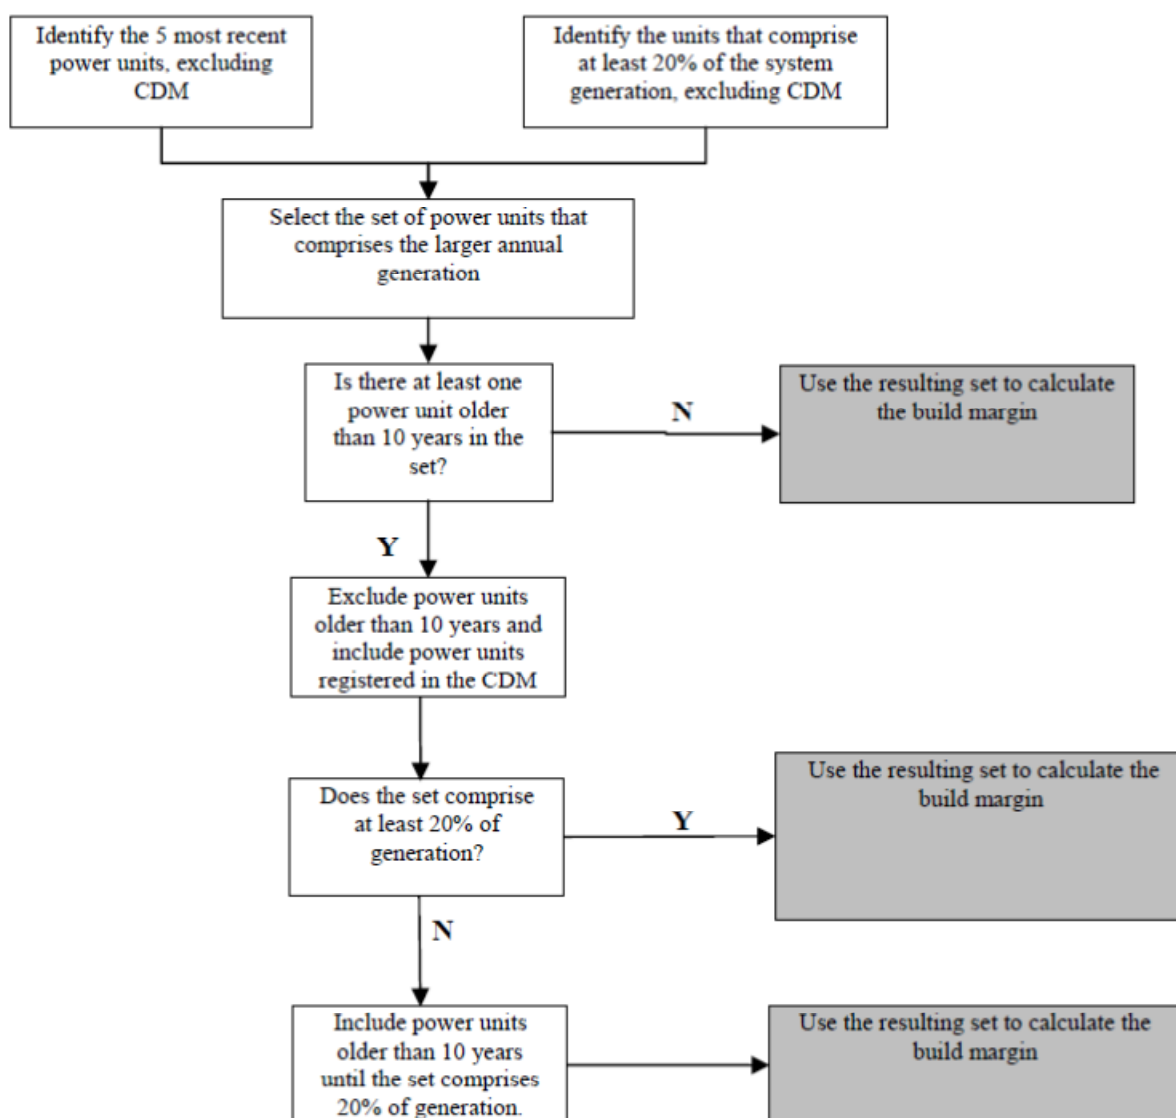 Identify the 5 most recent
power units, excluding
CDM
Identify the units that comprise
at least 20% of the system
generation, excluding CDM
Select the set of power units that
comprises the larger annual
generation
Is there at least one
power unit older
than 10 years in the
set?
N
Use the resulting set to calculate
the build margin
Y
Exclude power units
older than 10 years and
include power units
registered in the CDM
Does the set comprise
at least 20% of
generation?
Y
Use the resulting set to calculate the
build margin
N
Include power units
older than 10 years
until the set comprises
20% of generation.
Use the resulting set to calculate the
build margin